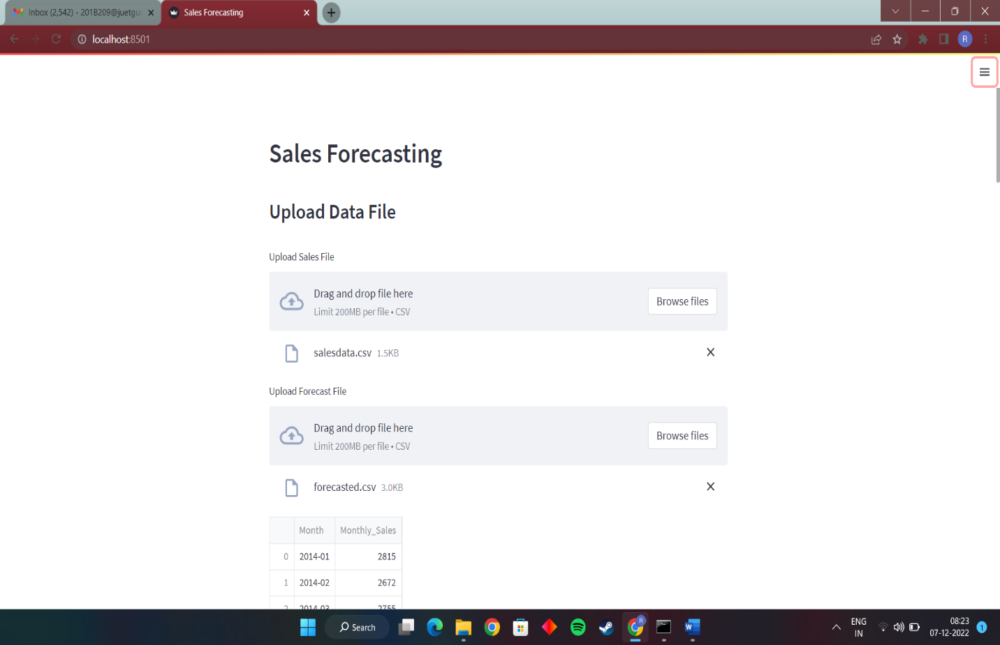 Inbox (2,542) - 201B209@juetgu
Sales Forecasting
localhost:8501
R
Sales Forecasting
Upload Data File
Upload Sales File
Drag and drop file here
Limit 200MB per file • CSV
Browse files
salesdata.csv 1.5KB
Upload Forecast File
Drag and drop file here
Limit 200MB per file • CSV
Browse files
forecasted.csv 3.0KB
Month Monthly_Sales
0 2014-01 2815
1 2014-02 2672
2 2014-03 2755
Search
R
W
ENG
IN
08:23
07-12-2022
1